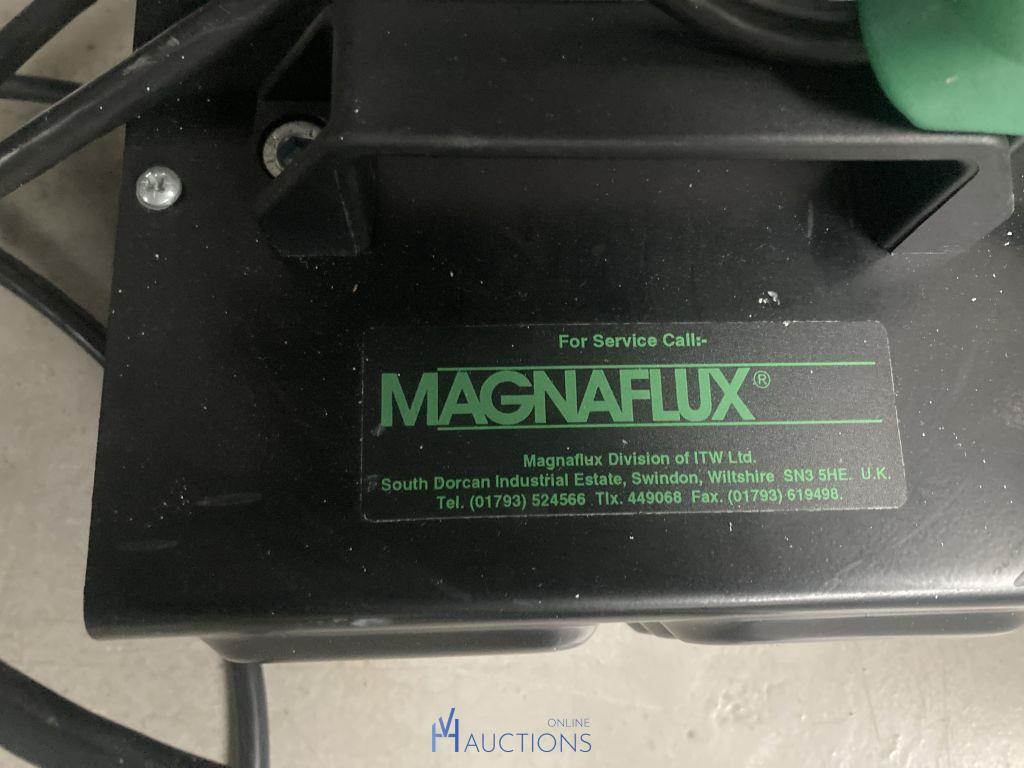 For Service Call:-
MAGNAFLUX®
Magnaflux Division of ITW Ltd.
South Dorcan Industrial Estate, Swindon, Wiltshire SN3 5HE. U.K.
Tel. (01793) 524566 Tlx. 449068 Fax. (01793) 619498.
ONLINE
AUCTIONS